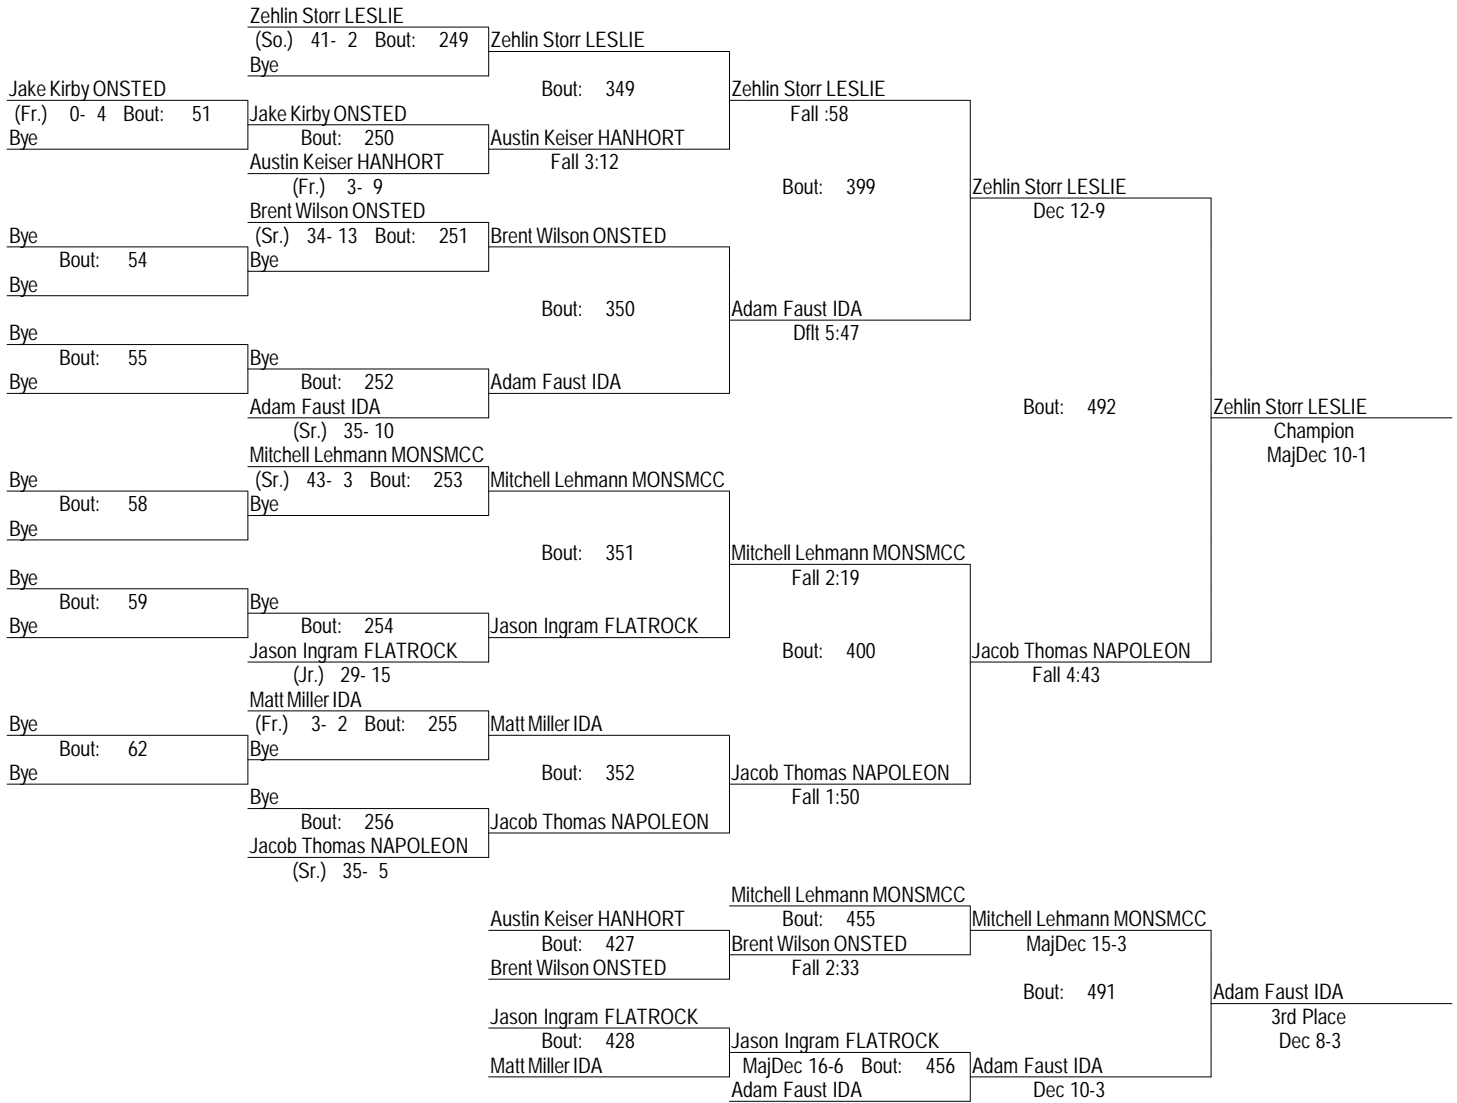 Zehlin Storr LESLIE
(So.) 41- 2 Bout: 249 Zehlin Storr LESLIE
Bye
Jake Kirby ONSTED Bout: 349 Zehlin Storr LESLIE
(Fr.) 0- 4 Bout: 51 Jake Kirby ONSTED Fall :58
Bye Bout: 250 Austin Keiser HANHORT
Austin Keiser HANHORT Fall 3:12
(Fr.) 3- 9 Bout: 399 Zehlin Storr LESLIE
Brent Wilson ONSTED Dec 12-9
Bye (Sr.) 34- 13 Bout: 251 Brent Wilson ONSTED
Bout: 54 Bye
Bye
Bout: 350 Adam Faust IDA
Bye Dflt 5:47
Bout: 55 Bye
Bye Bout: 252 Adam Faust IDA
Adam Faust IDA Bout: 492 Zehlin Storr LESLIE
(Sr.) 35- 10 Champion
Mitchell Lehmann MONSMCC MajDec 10-1
Bye (Sr.) 43- 3 Bout: 253 Mitchell Lehmann MONSMCC
Bout: 58 Bye
Bye
Bout: 351 Mitchell Lehmann MONSMCC
Bye Fall 2:19
Bout: 59 Bye
Bye Bout: 254 Jason Ingram FLATROCK
Jason Ingram FLATROCK Bout: 400 Jacob Thomas NAPOLEON
(Jr.) 29- 15 Fall 4:43
Matt Miller IDA
Bye (Fr.) 3- 2 Bout: 255 Matt Miller IDA
Bout: 62 Bye
Bye Bout: 352 Jacob Thomas NAPOLEON
Bye Fall 1:50
Bout: 256 Jacob Thomas NAPOLEON
Jacob Thomas NAPOLEON
(Sr.) 35- 5
Mitchell Lehmann MONSMCC
Austin Keiser HANHORT Bout: 455 Mitchell Lehmann MONSMCC
Bout: 427 Brent Wilson ONSTED MajDec 15-3
Brent Wilson ONSTED Fall 2:33
Bout: 491 Adam Faust IDA
Jason Ingram FLATROCK 3rd Place
Bout: 428 Jason Ingram FLATROCK Dec 8-3
Matt Miller IDA MajDec 16-6 Bout: 456 Adam Faust IDA
Adam Faust IDA Dec 10-3